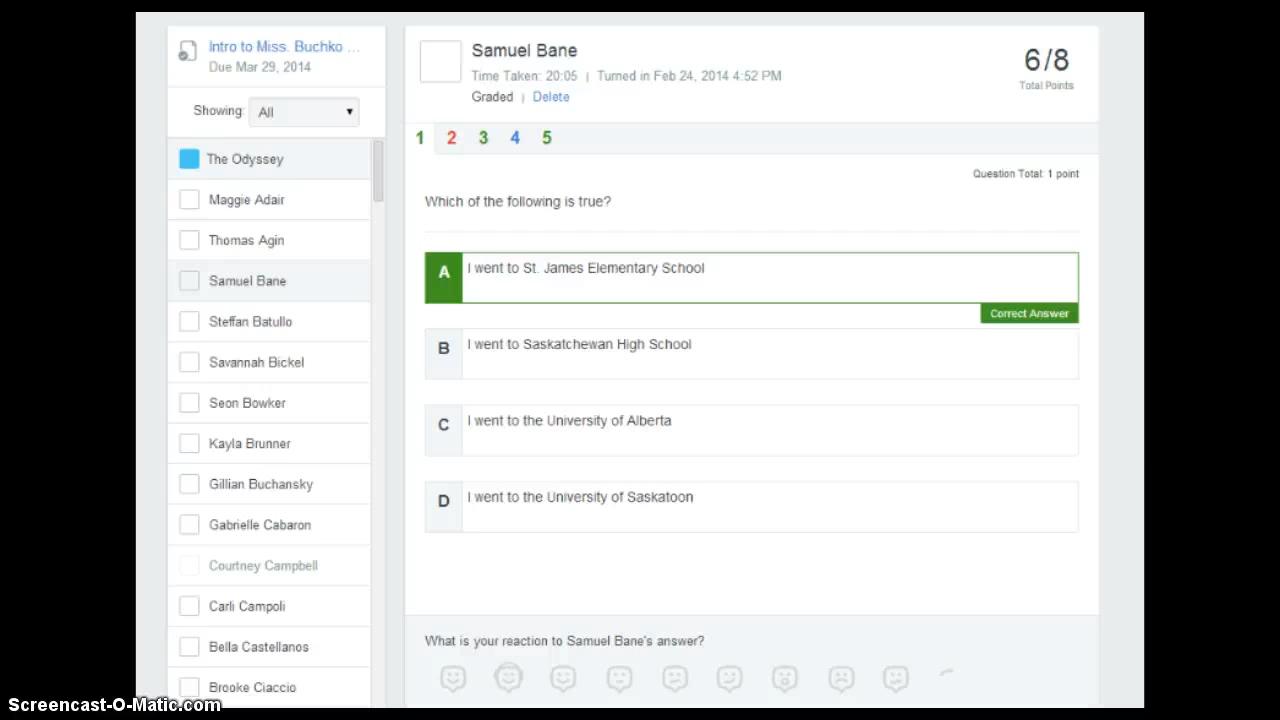 Intro to Miss. Buchko ...
Due Mar 29, 2014
Showing: All
The Odyssey
Maggie Adair
Thomas Agin
Samuel Bane
Steffan Batullo
Savannah Bickel
Seon Bowker
Kayla Brunner
Gillian Buchansky
Gabrielle Cabaron
Courtney Campbell
Carli Campoli
Bella Castellanos
Brooke Ciaccio
Samuel Bane
Time Taken: 20:05 | Turned in Feb 24, 2014 4:52 PM
Graded | Delete
6/8
Total Points
1 2 3 4 5
Question Total: 1 point
Which of the following is true?
A I went to St. James Elementary School
Correct Answer
B I went to Saskatchewan High School
C I went to the University of Alberta
D I went to the University of Saskatoon
What is your reaction to Samuel Bane's answer?
Screencast-O-Matic.com